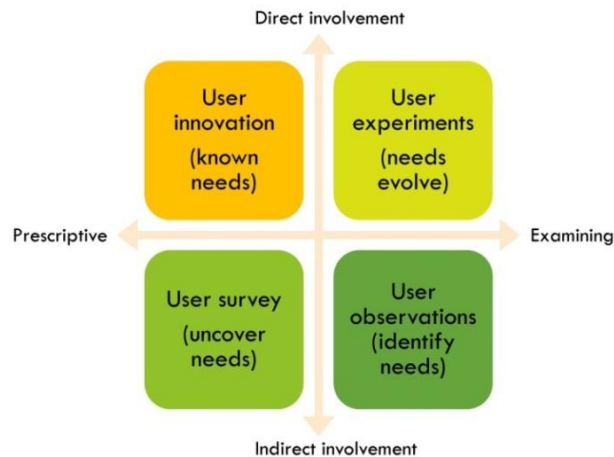 Direct involvement
User
innovation
(known
needs)
User
experiments
(needs
evolve)
Prescriptive
Examining
User survey
(uncover
needs)
User
observations
(identify
needs)
Indirect involvement